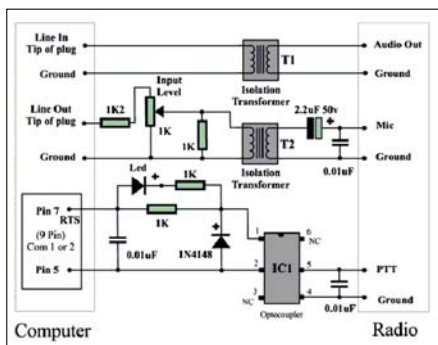 Line In
Tip of plug
Audio Out
T1
Ground
Ground
Input
Level
Isolation
Transformer
Line Out
Tip of plug
1K2
2.2uF 50v
+
Mic
1K
1K
T2
Ground
Ground
Isolation
Transformer
0.01uF
Led
+
1K
Pin 7
RTS
1K
(9 Pin)
Com 1 or 2
0.01uF
IN4148
1
6
NC
IC1
Pin 5
2
5
PTT
3
NC
4
0.01uF
Ground
Optocoupler
Computer
Radio